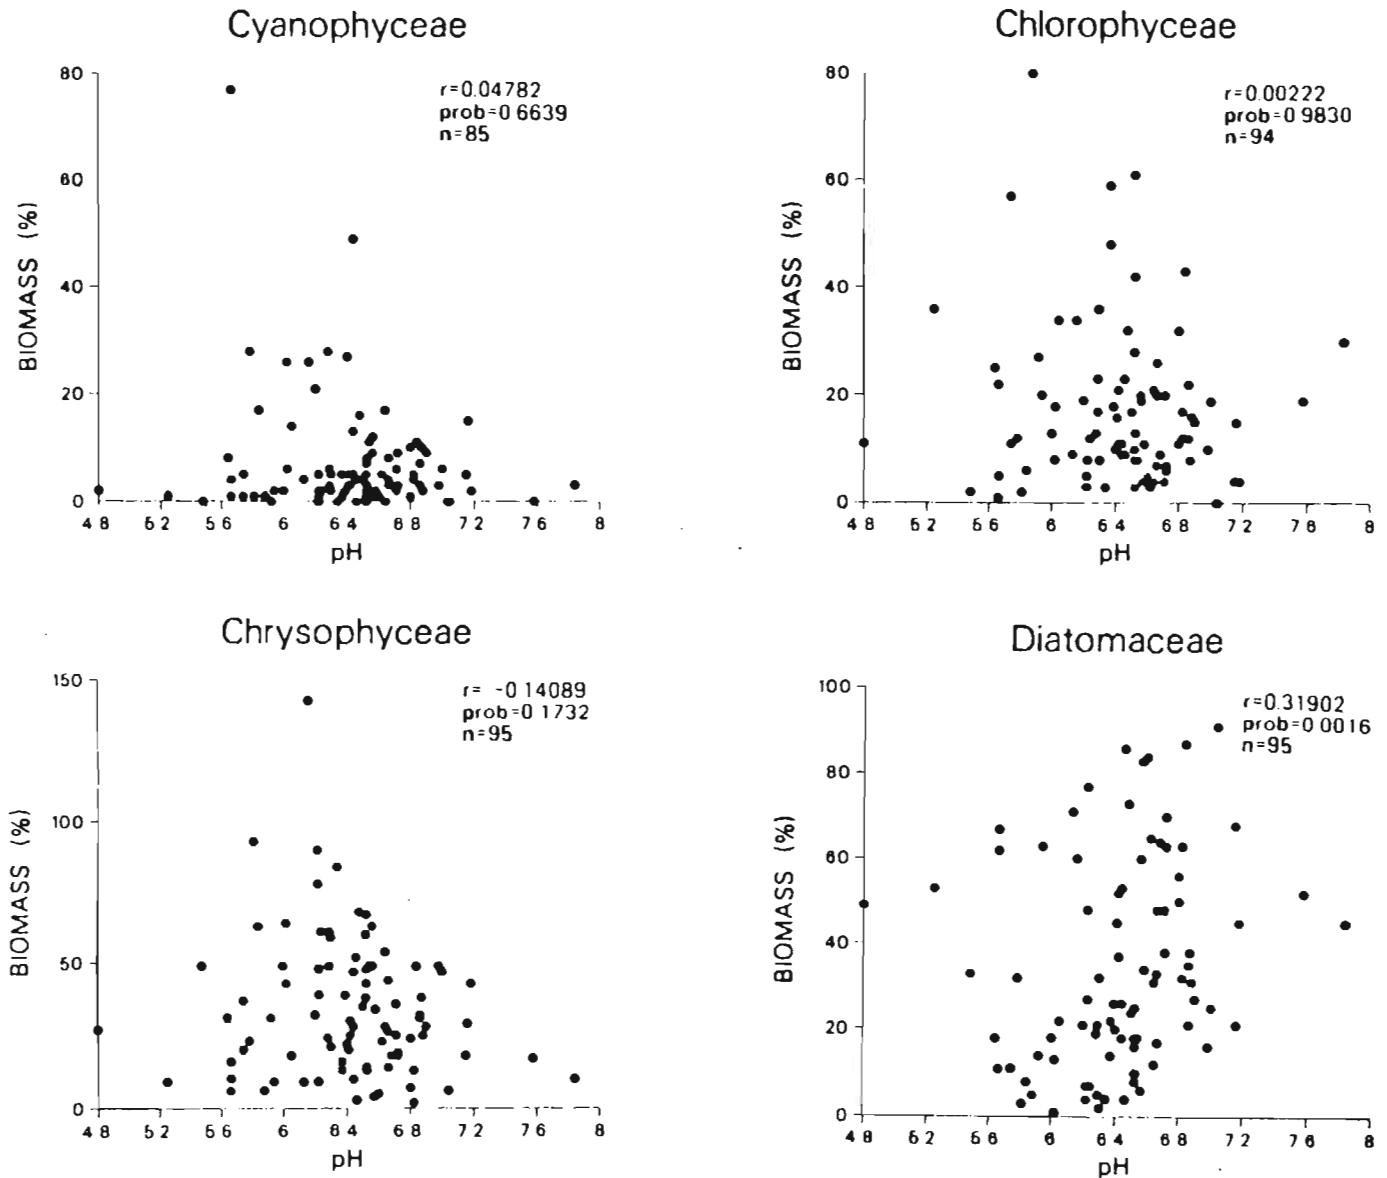 Cyanophyceae
80
60
40
20
0
BIOMASS (%)
r=0.04782
prob=0 6639
n=85
4 8 5 2 5 6 6 6 4 6 8 7 2 7 6 8
pH
Chlorophyceae
80
60
40
20
0
BIOMASS (%)
r=0.00222
prob=0 9830
n=94
4 8 5 2 5 6 6 6 4 6 8 7 2 7 6 8
pH
Chrysophyceae
150
100
50
0
BIOMASS (%)
r= -0 14089
prob=0 1732
n=95
4 8 5 2 5 6 6 6 4 6 8 7 2 7 6 8
pH
Diatomaceae
100
80
60
40
20
0
BIOMASS (%)
r=0.31902
prob=0 0016
n=95
4 8 5 2 5 6 6 6 4 6 8 7 2 7 6 8
pH